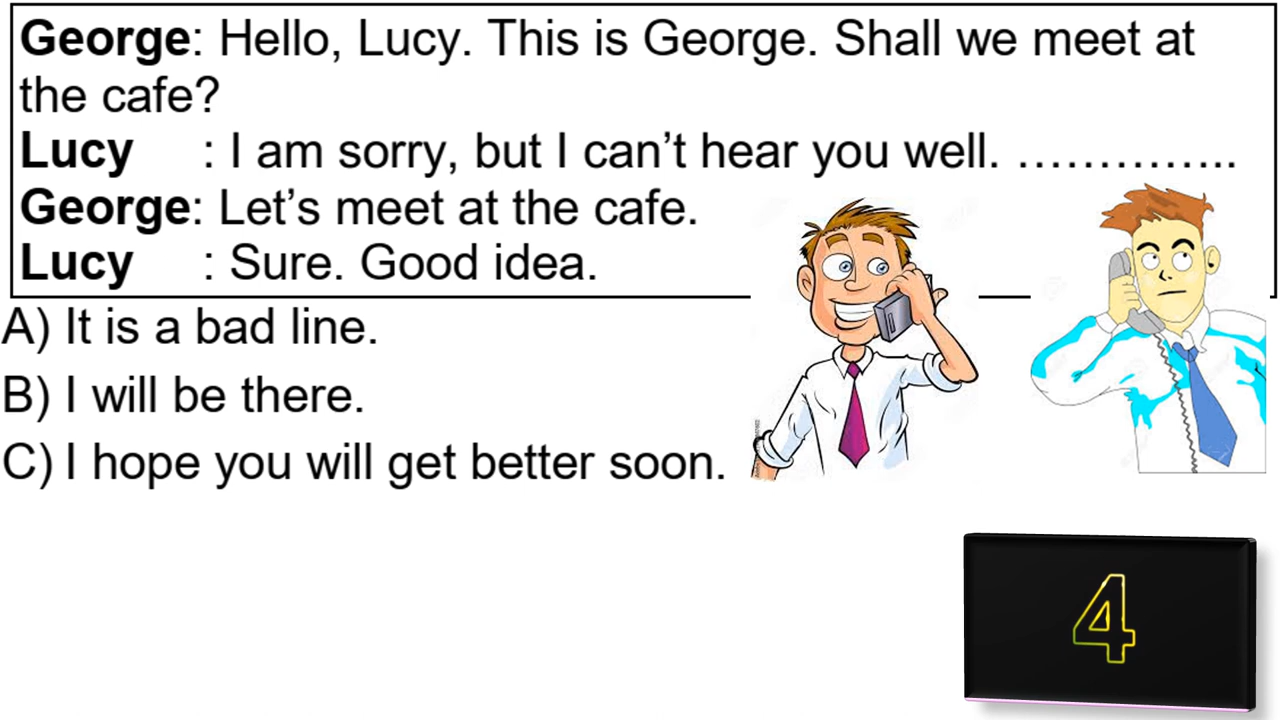 George: Hello, Lucy. This is George. Shall we meet at
the cafe?
Lucy : I am sorry, but I can’t hear you well. …………..
George: Let’s meet at the cafe.
Lucy : Sure. Good idea.
A) It is a bad line.
B) I will be there.
C) I hope you will get better soon.
4